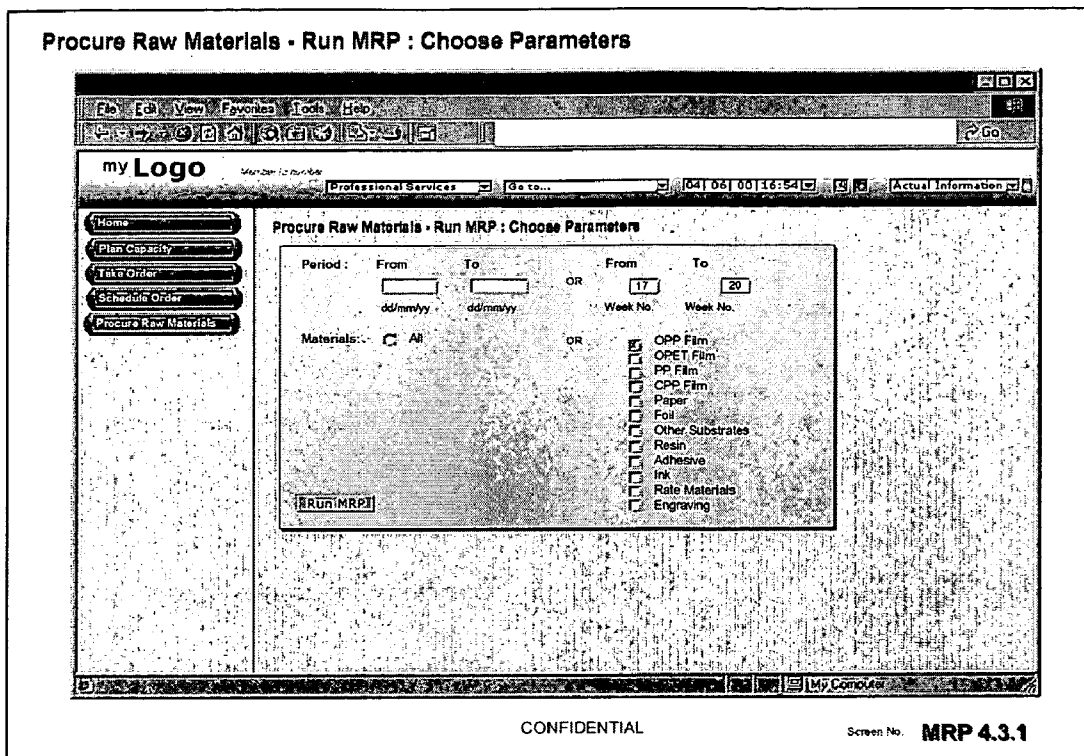 Procure Raw Materials - Run MRP : Choose Parameters
File Edit View Favorites Tools Help
Go
my Logo
Professional Services Go to... 04 06 00 16:54 Actual Information
Home
Plan Capacity
Take Order
Schedule Order
Procure Raw Materials
Procure Raw Materials - Run MRP : Choose Parameters
Period : From To OR From To
17 20
dd/mm/yy dd/mm/yy Week No. Week No.
Materials: All OR OPP Film
OPET Film
PP Film
CPP Film
Paper
Foil
Other Substrates
Resin
Adhesive
Ink
Rate Materials
Engraving
Run MRP
My Computer
CONFIDENTIAL
Screen No. MRP 4.3.1